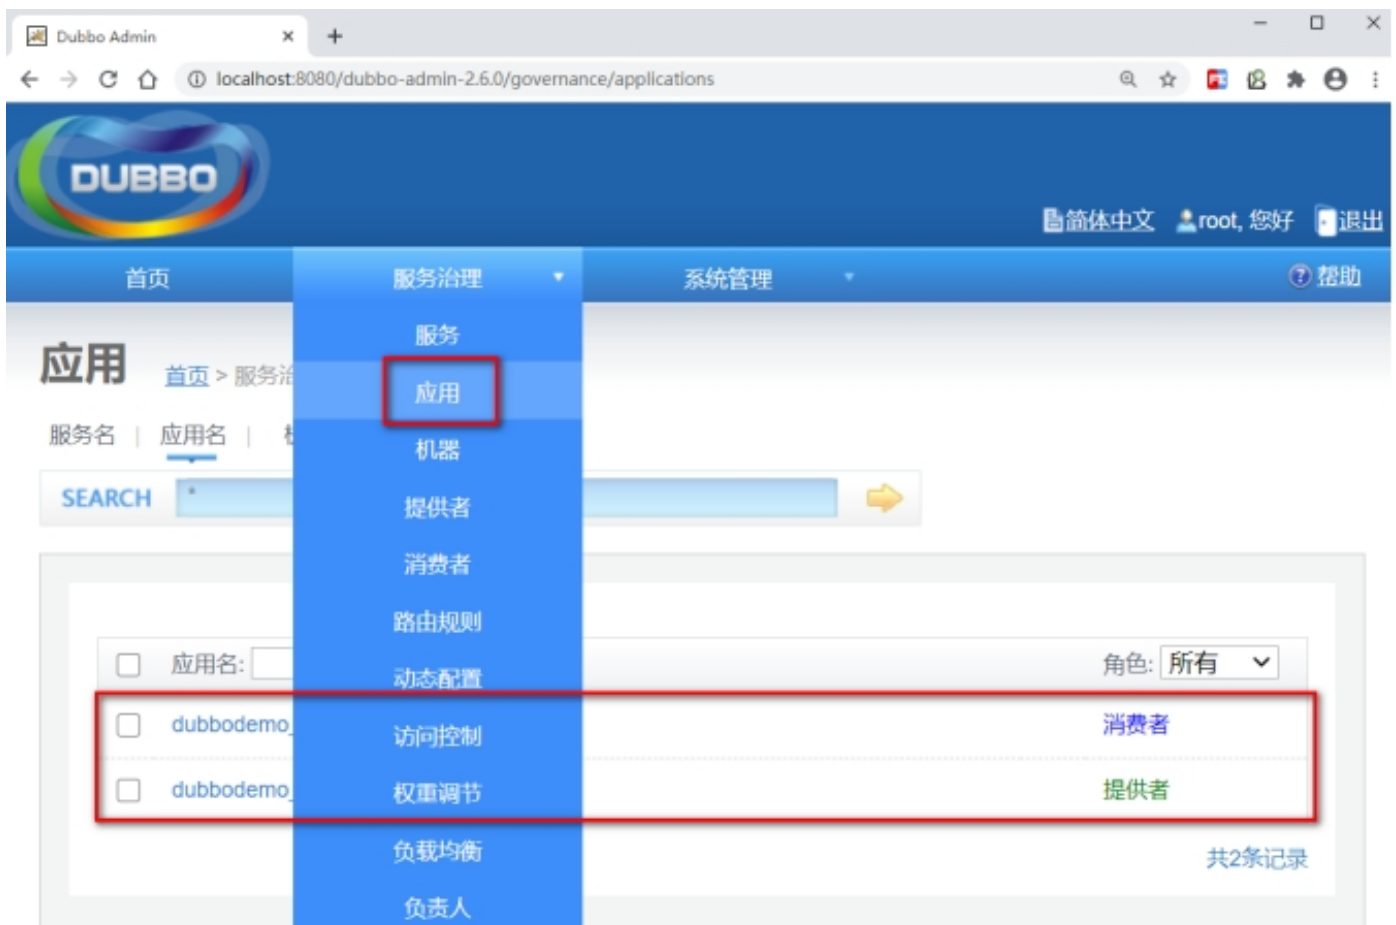 Dubbo Admin
localhost:8080/dubbo-admin-2.6.0/governance/applications
DUBBO
简体中文 root, 您好 退出
首页 服务治理 系统管理 帮助
服务
应用 首页 > 服务治
应用
服务名 | 应用名 |
机器
SEARCH *
提供者
消费者
路由规则
应用名: 角色: 所有
动态配置
dubbodemo_ 消费者
访问控制
dubbodemo_ 提供者
权重调节
负载均衡
共2条记录
负责人